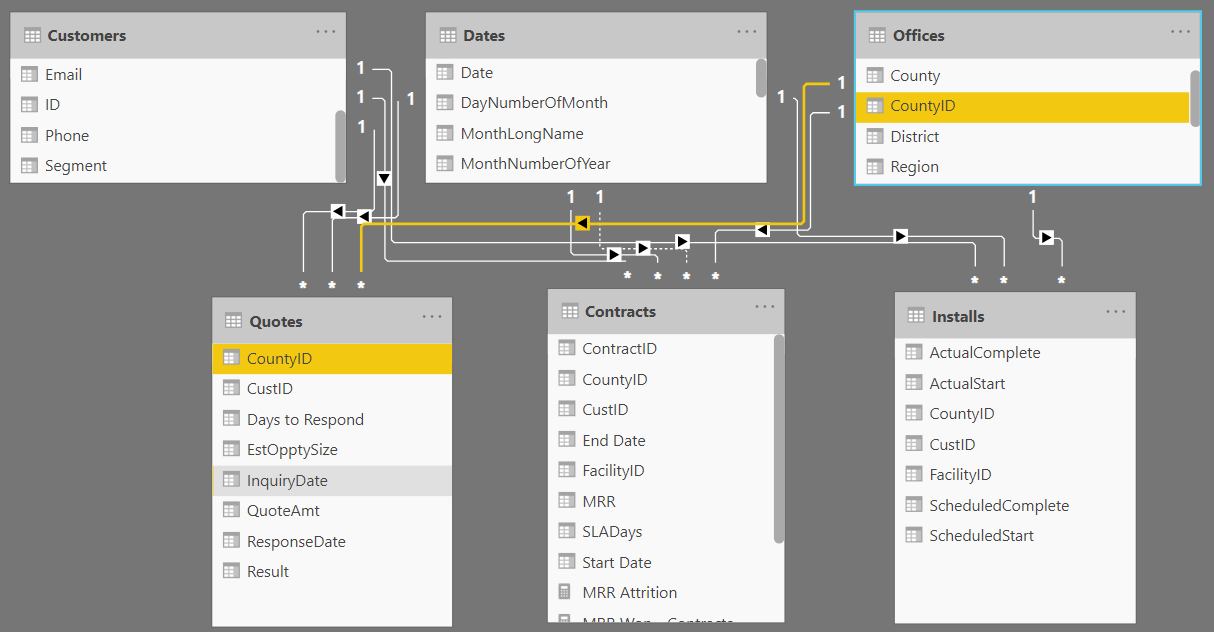 Customers
Email
ID
Phone
Segment
Dates
Date
DayNumberOfMonth
MonthLongName
MonthNumberOfYear
Offices
County
CountyID
District
Region
1
1
1
1
1
1
1
1
1
1
*
*
*
*
*
*
*
*
*
*
Quotes
CountyID
CustID
Days to Respond
EstOpptySize
InquiryDate
QuoteAmt
ResponseDate
Result
Contracts
ContractID
CountyID
CustID
End Date
FacilityID
MRR
SLADays
Start Date
MRR Attrition
Installs
ActualComplete
ActualStart
CountyID
CustID
FacilityID
ScheduledComplete
ScheduledStart